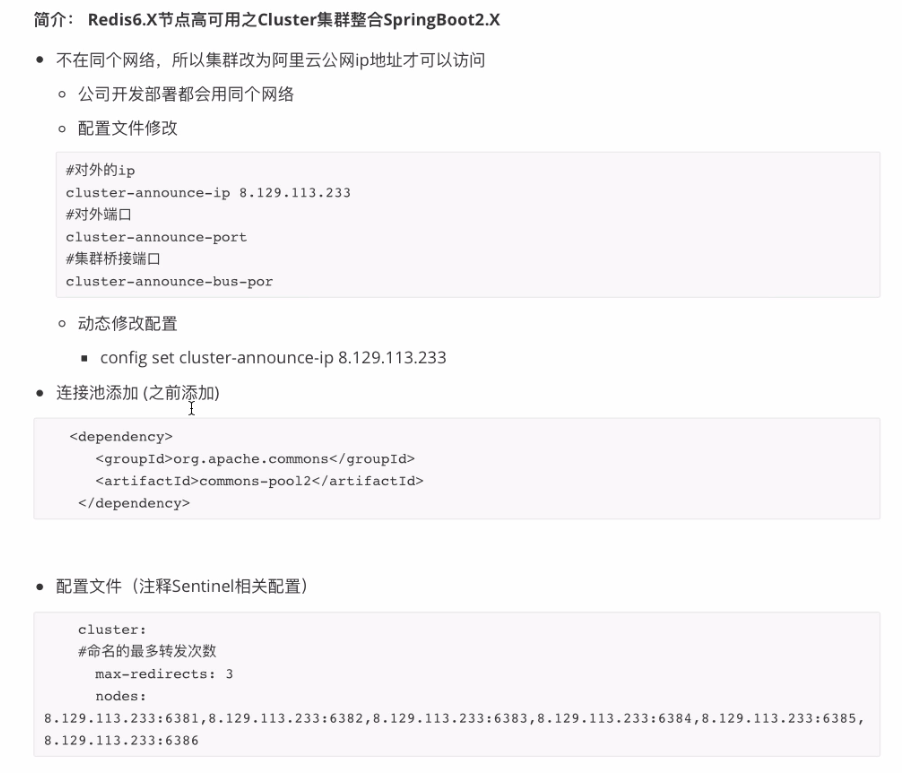 简介： Redis6.X节点高可用之Cluster集群整合SpringBoot2.X
不在同个网络，所以集群改为阿里云公网ip地址才可以访问
公司开发部署都会用同个网络
配置文件修改
#对外的ip
cluster-announce-ip 8.129.113.233
#对外端口
cluster-announce-port
#集群桥接端口
cluster-announce-bus-por
动态修改配置
config set cluster-announce-ip 8.129.113.233
连接池添加 (之前添加)
<dependency>
<groupId>org.apache.commons</groupId>
<artifactId>commons-pool2</artifactId>
</dependency>
配置文件（注释Sentinel相关配置）
cluster:
#命名的最多转发次数
max-redirects: 3
nodes:
8.129.113.233:6381,8.129.113.233:6382,8.129.113.233:6383,8.129.113.233:6384,8.129.113.233:6385,
8.129.113.233:6386